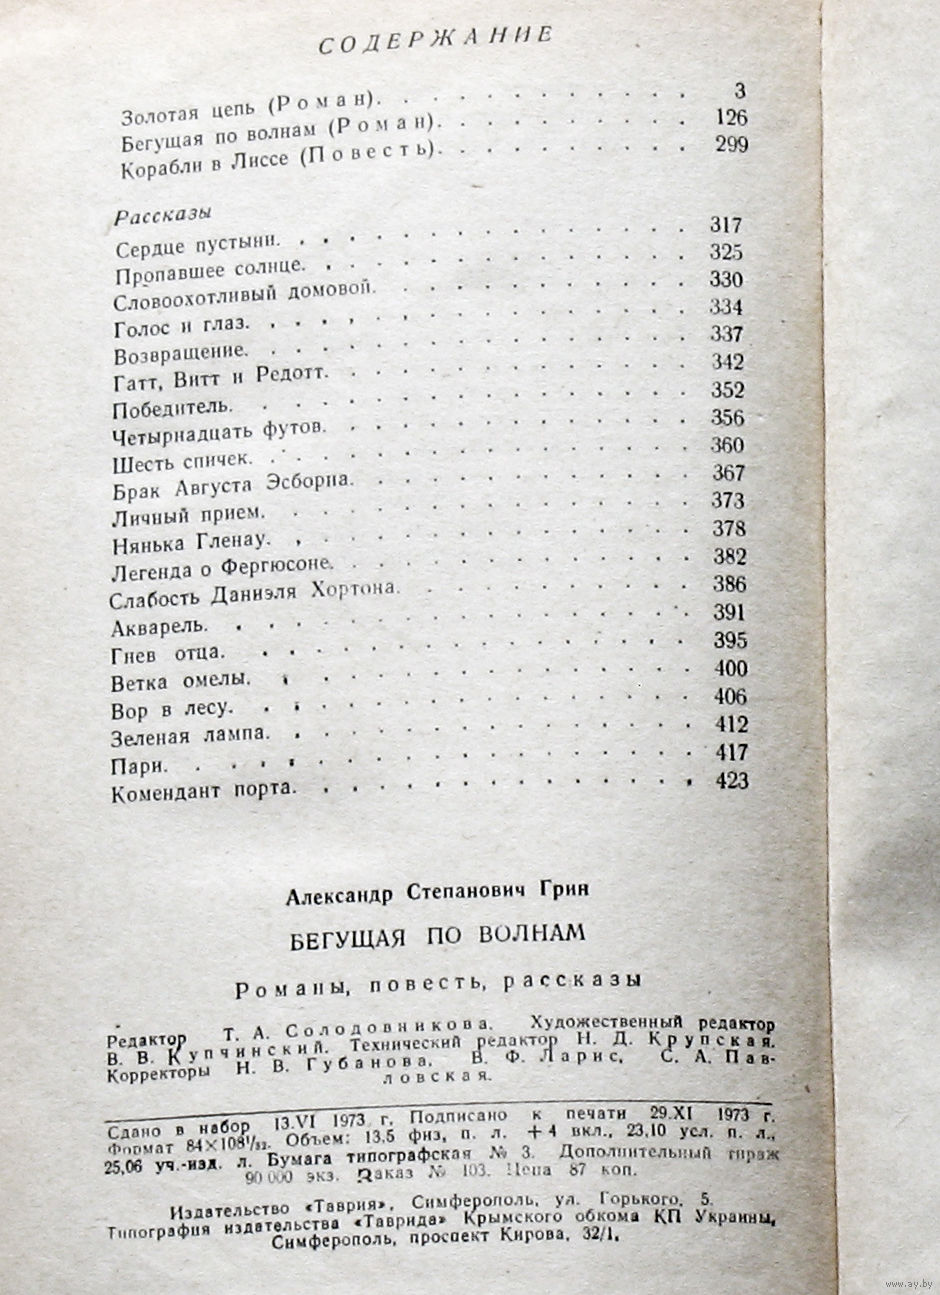 СОДЕРЖАНИЕ
Золотая цепь (Роман). . . . . . . . . . . . 3
Бегущая по волнам (Роман). . . . . . . . . . 126
Корабли в Лиссе (Повесть). . . . . . . . . . 299
Рассказы
Сердце пустыни. . . . . . . . . . . . . . . . 317
Пропавшее солнце. . . . . . . . . . . . . . . 325
Словоохотливый домовой. . . . . . . . . . . . 330
Голос и глаз. . . . . . . . . . . . . . . . . 334
Возвращение. . . . . . . . . . . . . . . . . 337
Гатт, Витт и Редотт. . . . . . . . . . . . . . 342
Победитель. . . . . . . . . . . . . . . . . . 352
Четырнадцать футов. . . . . . . . . . . . . . 356
Шесть спичек. . . . . . . . . . . . . . . . . 360
Брак Августа Эсборна. . . . . . . . . . . . . 367
Личный прием. . . . . . . . . . . . . . . . . 373
Нянька Гленау. . . . . . . . . . . . . . . . 378
Легенда о Фергюсоне. . . . . . . . . . . . . . 382
Слабость Даниэля Хортона. . . . . . . . . . . 386
Акварель. . . . . . . . . . . . . . . . . . . 391
Гнев отца. . . . . . . . . . . . . . . . . . 395
Ветка омелы. . . . . . . . . . . . . . . . . 400
Вор в лесу. . . . . . . . . . . . . . . . . . 406
Зеленая лампа. . . . . . . . . . . . . . . . 412
Пари. . . . . . . . . . . . . . . . . . . . . 417
Комендант порта. . . . . . . . . . . . . . . 423
Александр Степанович Грин
БЕГУЩАЯ ПО ВОЛНАМ
Романы, повесть, рассказы
Редактор Т. А. Солодовникова. Художественный редактор
В. В. Купчинский. Технический редактор Н. Д. Крупская.
Корректоры Н. В. Губанова, В. Ф. Ларис, С. А. Пав-
ловская.
Сдано в набор 13.VI 1973 г. Подписано к печати 29.XI 1973 г.
Формат 84×108¹/₃₂. Объем: 13,5 физ. п. л. + 4 вкл., 23,10 усл. п. л.,
25,06 уч.-изд. л. Бумага типографская № 3. Дополнительный тираж
90 000 экз. Заказ № 103. Цена 87 коп.
Издательство «Таврия», Симферополь, ул. Горького, 5.
Типография издательства «Таврида» Крымского обкома КП Украины,
Симферополь, проспект Кирова, 32/1.
www.ay.by